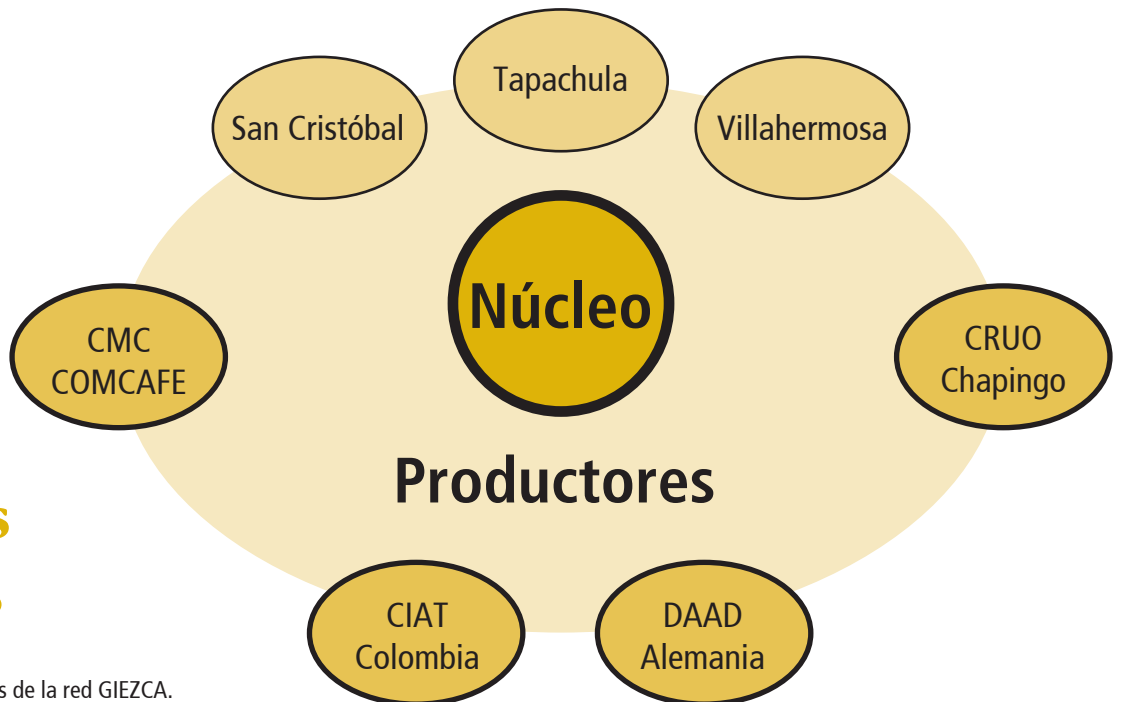 Tapachula
San Cristóbal
Villahermosa
Núcleo
CMC
COMCAFE
CRUO
Chapingo
Productores
CIAT
Colombia
DAAD
Alemania
s de la red GIEZCA.